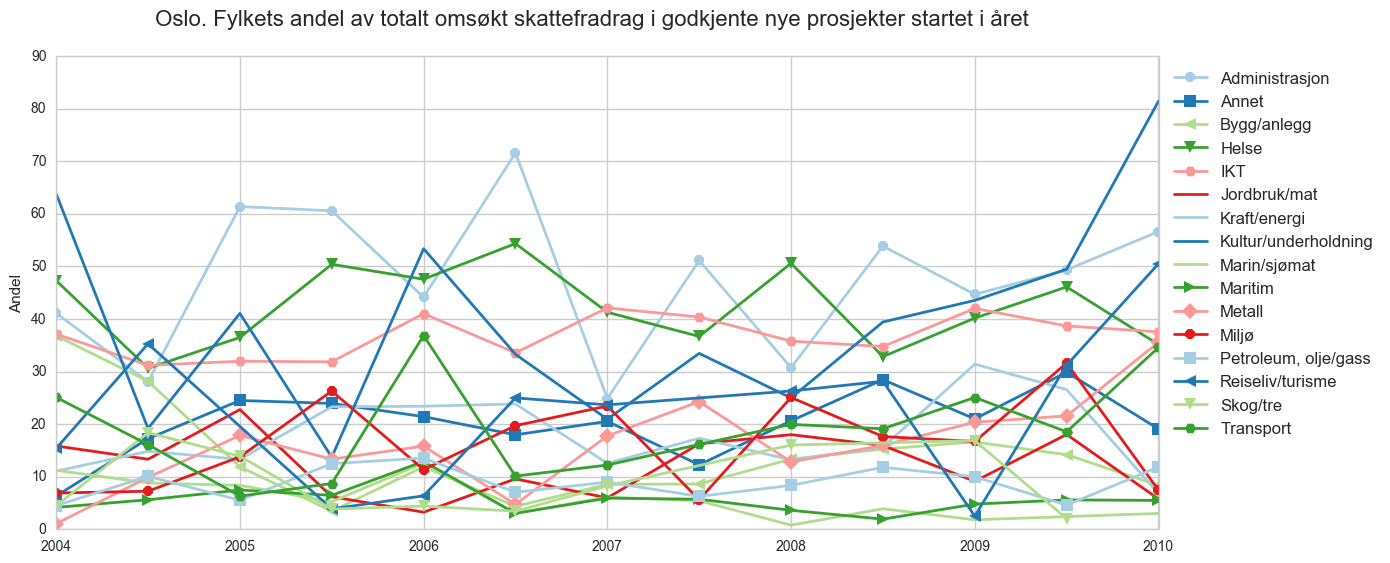 Oslo. Fylkets andel av totalt omsøkt skattefradrag i godkjente nye prosjekter startet i året
90
80
70
60
50
40
30
20
10
0
Andel
2004 2005 2006 2007 2008 2009 2010
Administrasjon
Annet
Bygg/anlegg
Helse
IKT
Jordbruk/mat
Kraft/energi
Kultur/underholdning
Marin/sjømat
Maritim
Metall
Miljø
Petroleum, olje/gass
Reiseliv/turisme
Skog/tre
Transport